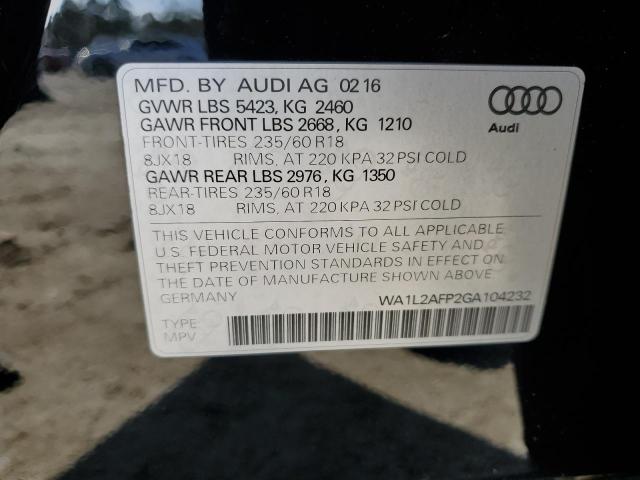 MFD. BY AUDI AG 02 16
GVWR LBS 5423, KG 2460
GAWR FRONT LBS 2668, KG 1210
FRONT-TIRES 235/60 R18
8JX18 RIMS, AT 220 KPA 32 PSI COLD
GAWR REAR LBS 2976, KG 1350
REAR-TIRES 235/60 R18
8JX18 RIMS, AT 220 KPA 32 PSI COLD
Audi
THIS VEHICLE CONFORMS TO ALL APPLICABLE
U.S. FEDERAL MOTOR VEHICLE SAFETY AND
THEFT PREVENTION STANDARDS IN EFFECT ON
THE DATE OF MANUFACTURE SHOWN ABOVE.
GERMANY WA1L2AFP2GA104232
TYPE
MPV